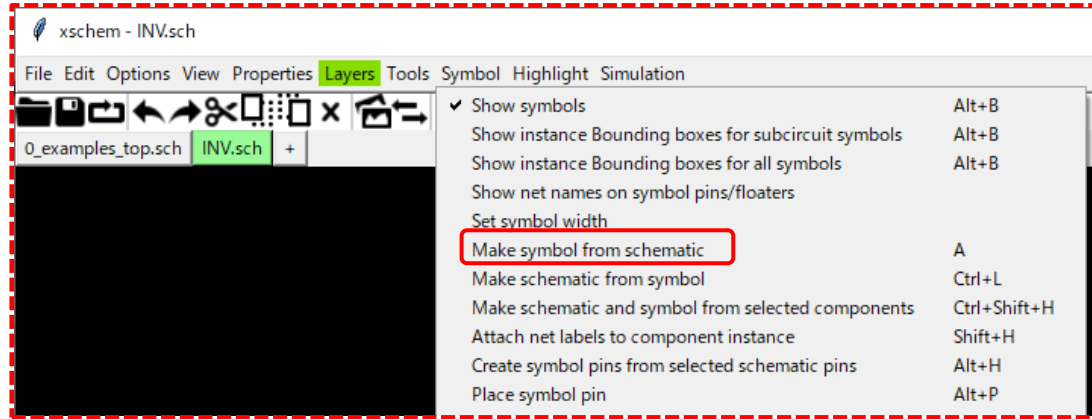 xschem - INV.sch
File Edit Options View Properties Layers Tools Symbol Highlight Simulation
0_examples_top.sch INV.sch +
✓ Show symbols Alt+B
Show instance Bounding boxes for subcircuit symbols Alt+B
Show instance Bounding boxes for all symbols Alt+B
Show net names on symbol pins/floaters
Set symbol width
Make symbol from schematic A
Make schematic from symbol Ctrl+L
Make schematic and symbol from selected components Ctrl+Shift+H
Attach net labels to component instance Shift+H
Create symbol pins from selected schematic pins Alt+H
Place symbol pin Alt+P